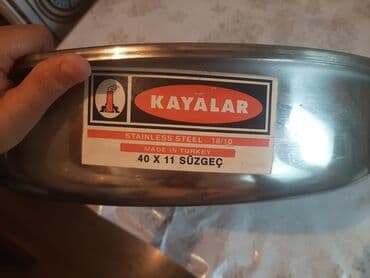 KAYALAR
STAINLESS STEEL 18/10
MADE IN TURKEY
40 X 11 SÜZGEÇ